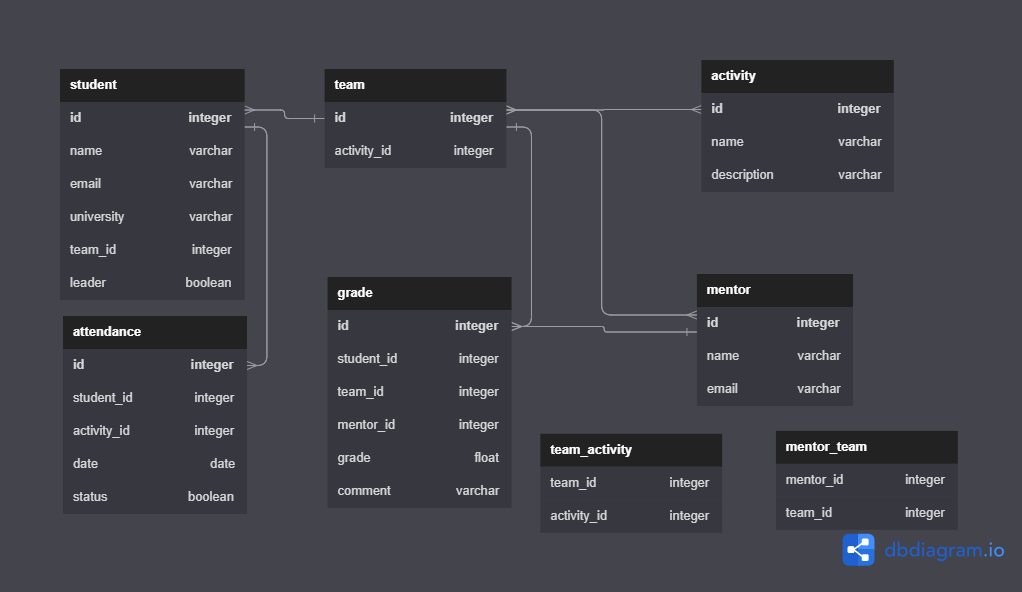 student
id integer
name varchar
email varchar
university varchar
team_id integer
leader boolean
team
id integer
activity_id integer
activity
id integer
name varchar
description varchar
attendance
id integer
student_id integer
activity_id integer
date date
status boolean
grade
id integer
student_id integer
team_id integer
mentor_id integer
grade float
comment varchar
mentor
id integer
name varchar
email varchar
team_activity
team_id integer
activity_id integer
mentor_team
mentor_id integer
team_id integer
dbdiagram.io